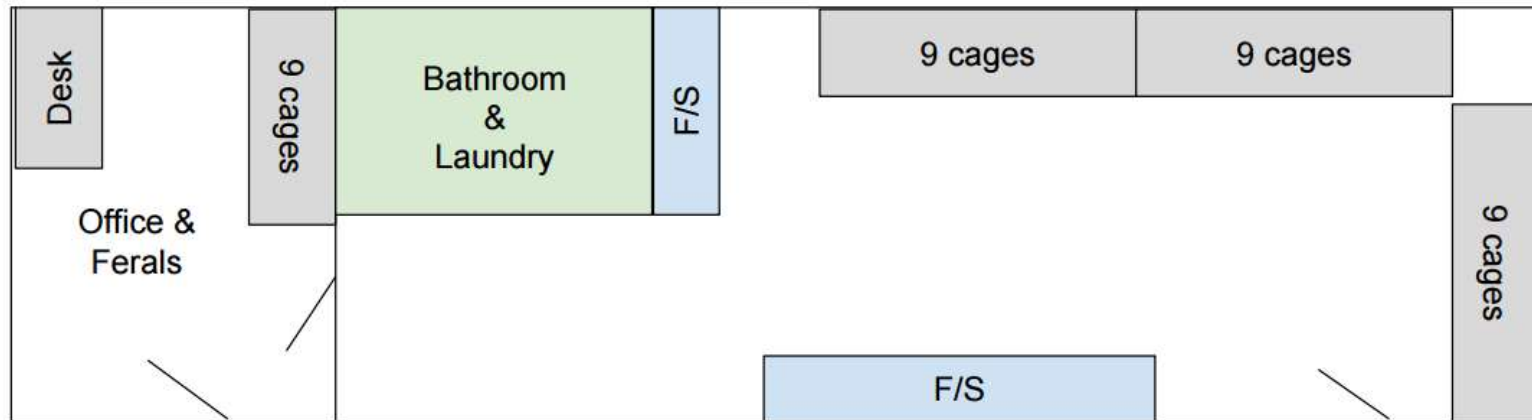 Desk
9 cages
Bathroom
&
Laundry
F/S
9 cages
9 cages
Office &
Ferals
9 cages
F/S